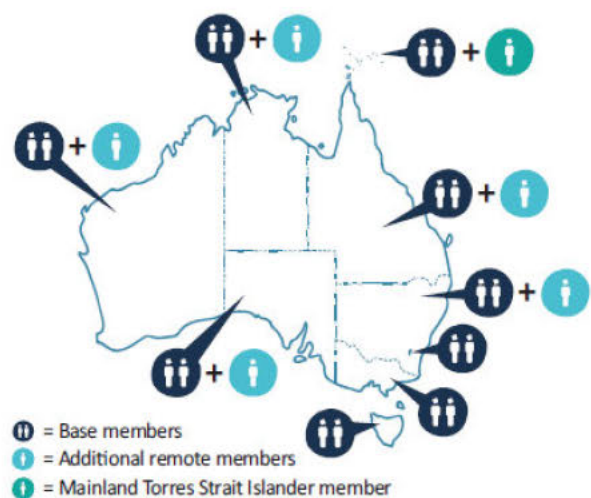 +
+
+
+
+
+
= Base members
= Additional remote members
= Mainland Torres Strait Islander member